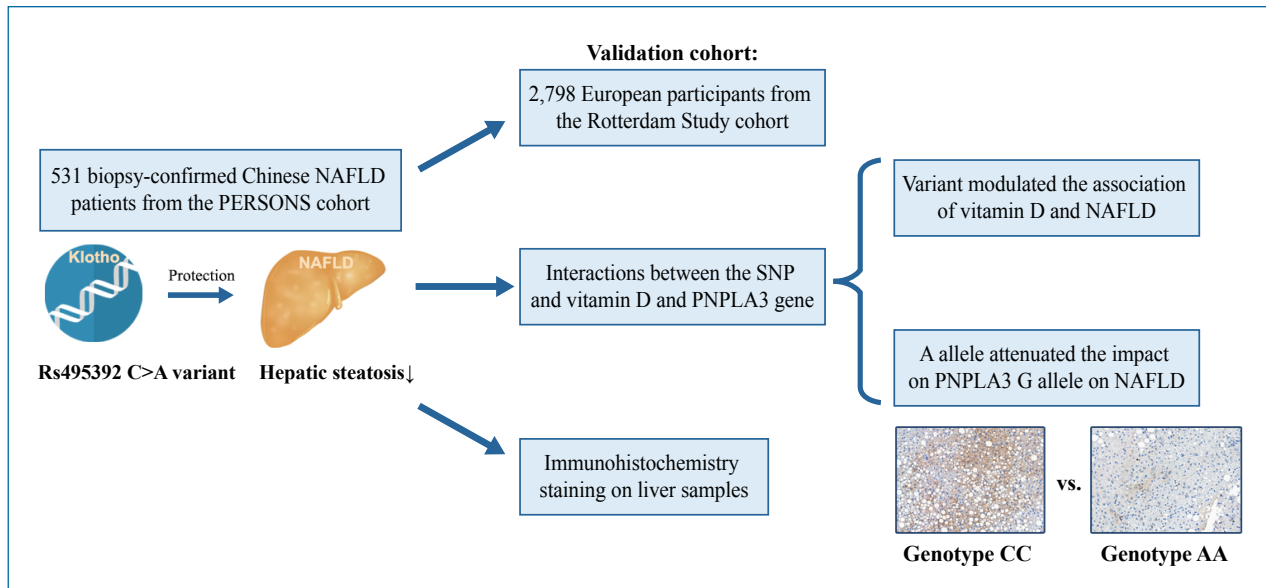 Validation cohort:
2,798 European participants from
the Rotterdam Study cohort
531 biopsy-confirmed Chinese NAFLD
patients from the PERSONS cohort
Klotho
Protection
NAFLD
Rs495392 C>A variant
Hepatic steatosis↓
Interactions between the SNP
and vitamin D and PNPLA3 gene
Variant modulated the association
of vitamin D and NAFLD
A allele attenuated the impact
on PNPLA3 G allele on NAFLD
Immunohistochemistry
staining on liver samples
vs.
Genotype CC
Genotype AA